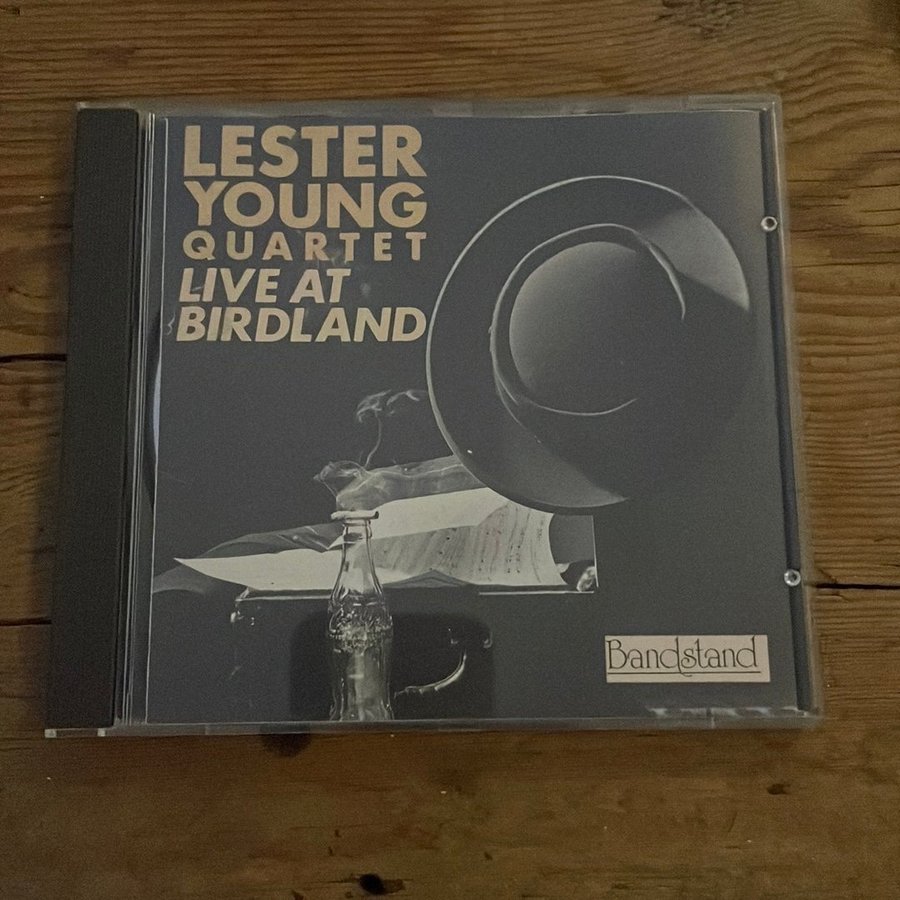 LESTER
YOUNG
QUARTET
LIVE AT
BIRDLAND
Bandstand